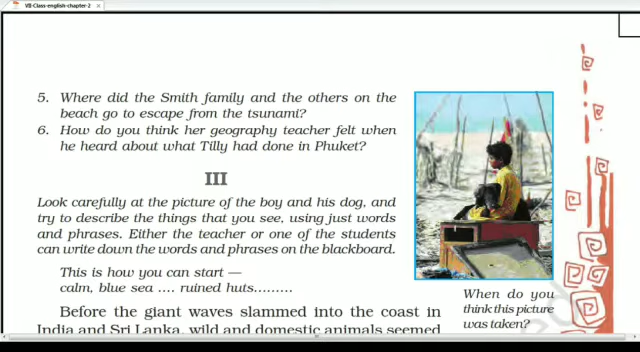 VII-Class-english-chapter-2
5. Where did the Smith family and the others on the
beach go to escape from the tsunami?
6. How do you think her geography teacher felt when
he heard about what Tilly had done in Phuket?
III
Look carefully at the picture of the boy and his dog, and
try to describe the things that you see, using just words
and phrases. Either the teacher or one of the students
can write down the words and phrases on the blackboard.
This is how you can start —
calm, blue sea .... ruined huts.........
Before the giant waves slammed into the coast in
India and Sri Lanka, wild and domestic animals seemed
When do you
think this picture
was taken?